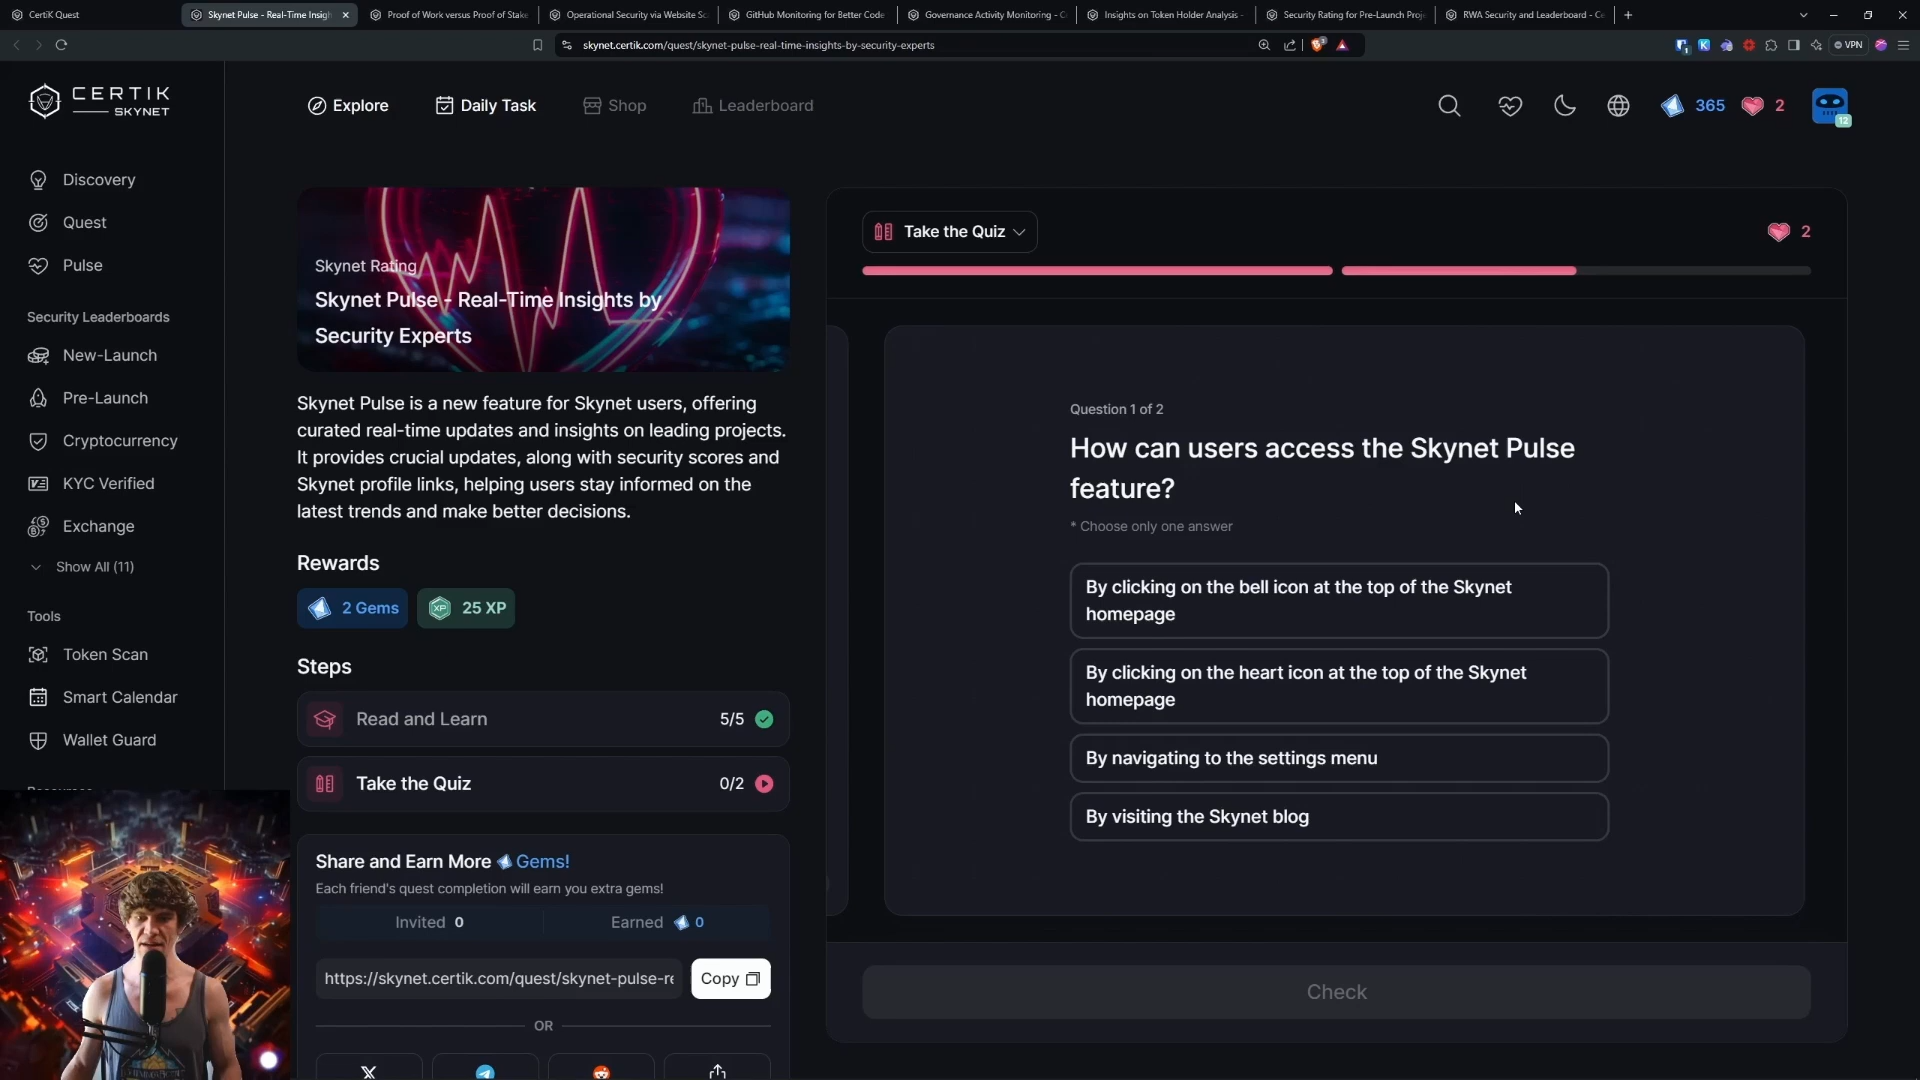 CertiK Quest
Skynet Pulse - Real-Time Insigh
Proof of Work versus Proof of Stake
Operational Security via Website Sc
GitHub Monitoring for Better Code
Governance Activity Monitoring - C
Insights on Token Holder Analysis -
Security Rating for Pre-Launch Proje
RWA Security and Leaderboard - Ce
skynet.certik.com/quest/skynet-pulse-real-time-insights-by-security-experts
VPN
CERTIK
SKYNET
Explore
Daily Task
Shop
Leaderboard
365
2
12
Discovery
Quest
Pulse
Security Leaderboards
New-Launch
Pre-Launch
Cryptocurrency
KYC Verified
Exchange
Show All (11)
Tools
Token Scan
Smart Calendar
Wallet Guard
Skynet Rating
Skynet Pulse - Real-Time Insights by
Security Experts
Skynet Pulse is a new feature for Skynet users, offering
curated real-time updates and insights on leading projects.
It provides crucial updates, along with security scores and
Skynet profile links, helping users stay informed on the
latest trends and make better decisions.
Rewards
2 Gems
XP 25 XP
Steps
Read and Learn 5/5
Take the Quiz 0/2
Share and Earn More Gems!
Each friend's quest completion will earn you extra gems!
Invited 0
Earned 0
https://skynet.certik.com/quest/skynet-pulse-re
Copy
OR
Take the Quiz
2
Question 1 of 2
How can users access the Skynet Pulse
feature?
* Choose only one answer
By clicking on the bell icon at the top of the Skynet
homepage
By clicking on the heart icon at the top of the Skynet
homepage
By navigating to the settings menu
By visiting the Skynet blog
Check